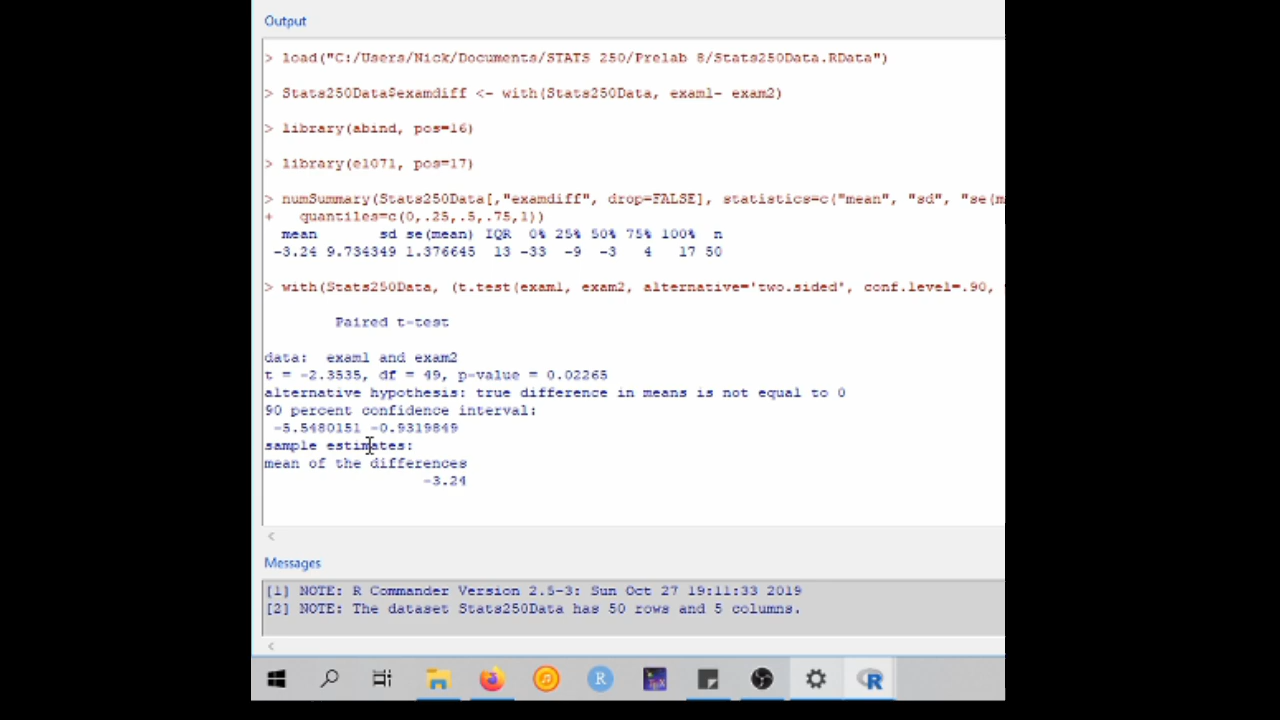 Output
> load("C:/Users/Nick/Documents/STATS 250/Prelab 8/Stats250Data.RData")
> Stats250Data$examdiff <- with(Stats250Data, exam1- exam2)
> library(abind, pos=16)
> library(e1071, pos=17)
> numSummary(Stats250Data[,"examdiff", drop=FALSE], statistics=c("mean", "sd", "se(m
+ quantiles=c(0,.25,.5,.75,1))
mean sd se(mean) IQR 0% 25% 50% 75% 100% n
-3.24 9.734349 1.376645 13 -33 -9 -3 4 17 50
> with(Stats250Data, (t.test(exam1, exam2, alternative='two.sided', conf.level=.90,
Paired t-test
data: exam1 and exam2
t = -2.3535, df = 49, p-value = 0.02265
alternative hypothesis: true difference in means is not equal to 0
90 percent confidence interval:
-5.5480151 -0.9319849
sample estimates:
mean of the differences
-3.24
Messages
[1] NOTE: R Commander Version 2.5-3: Sun Oct 27 19:11:33 2019
[2] NOTE: The dataset Stats250Data has 50 rows and 5 columns.